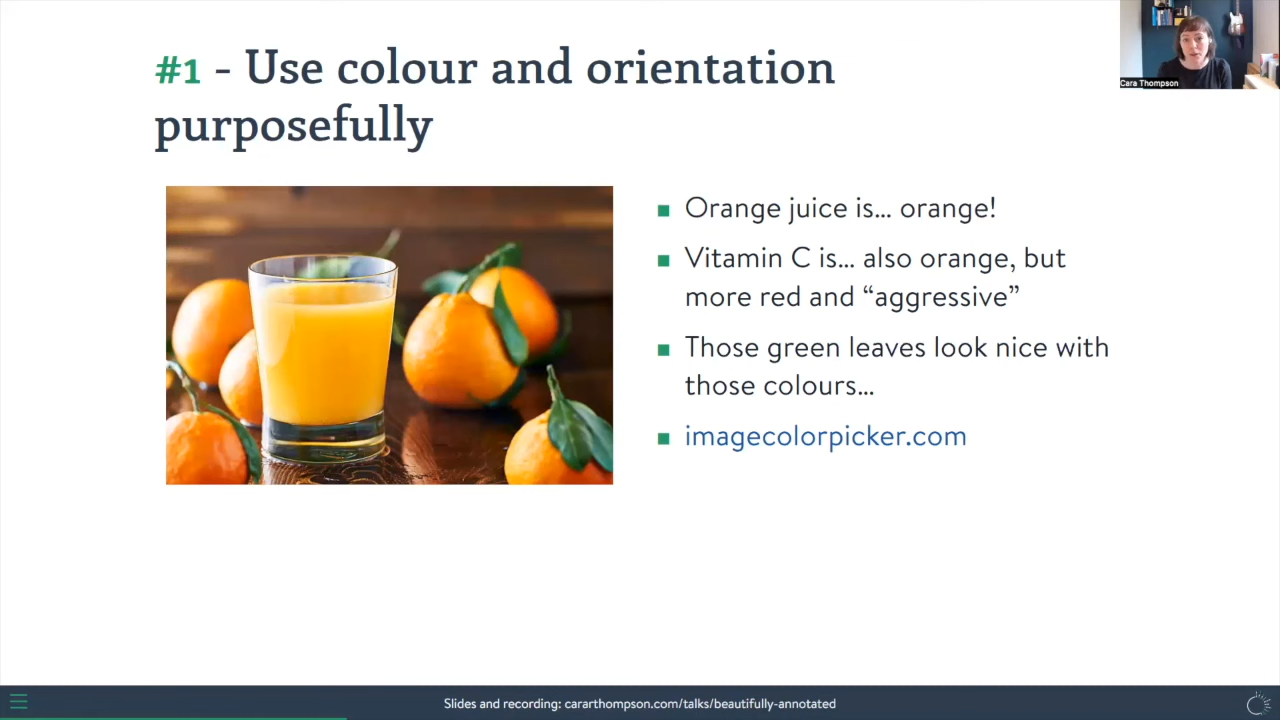 #1 - Use colour and orientation
purposefully
Cara Thompson
Orange juice is... orange!
Vitamin C is... also orange, but
more red and “aggressive”
Those green leaves look nice with
those colours...
imagecolorpicker.com
Slides and recording: cararthompson.com/talks/beautifully-annotated